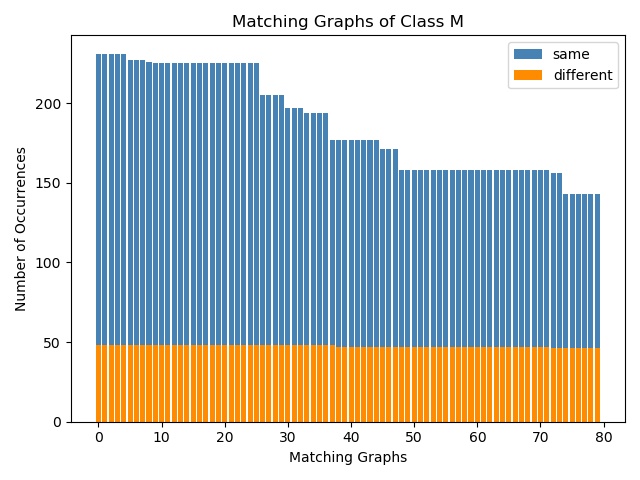 Matching Graphs of Class M
same
different
Number of Occurrences
200
150
100
50
0
0 10 20 30 40 50 60 70 80
Matching Graphs